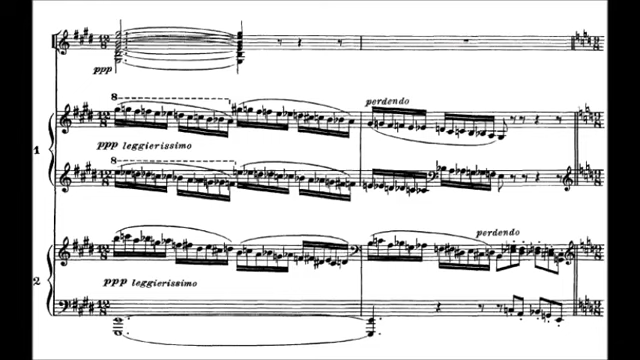 ppp
8
perdendo
1
ppp leggierissimo
8
perdendo
2
ppp leggierissimo